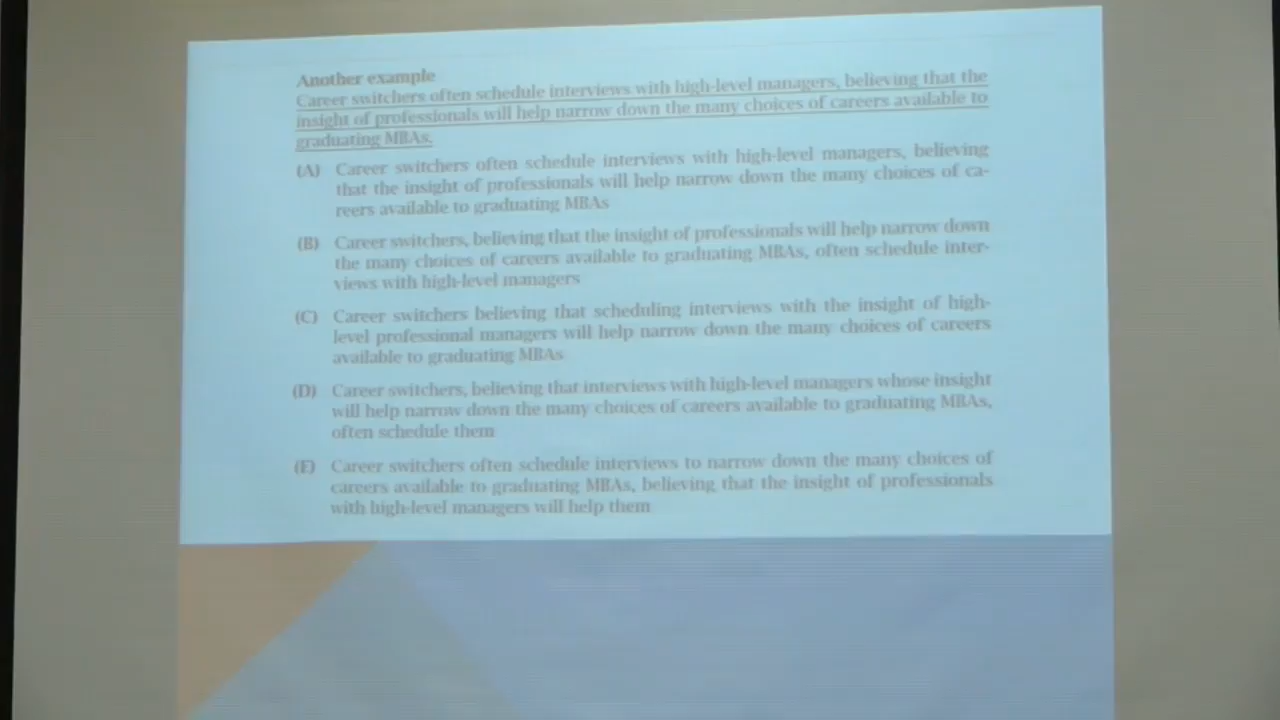 Another example
Career switchers often schedule interviews with high-level managers, believing that the
insight of professionals will help narrow down the many choices of careers available to
graduating MBAs.
(A) Career switchers often schedule interviews with high-level managers, believing
that the insight of professionals will help narrow down the many choices of ca-
reers available to graduating MBAs
(B) Career switchers, believing that the insight of professionals will help narrow down
the many choices of careers available to graduating MBAs, often schedule inter-
views with high-level managers
(C) Career switchers believing that scheduling interviews with the insight of high-
level professional managers will help narrow down the many choices of careers
available to graduating MBAs
(D) Career switchers, believing that interviews with high-level managers whose insight
will help narrow down the many choices of careers available to graduating MBAs,
often schedule them
(E) Career switchers often schedule interviews to narrow down the many choices of
careers available to graduating MBAs, believing that the insight of professionals
with high-level managers will help them